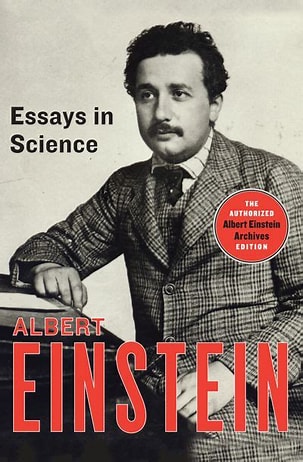 Essays in
Science
THE
AUTHORIZED
Albert Einstein
Archives
EDITION
ALBERT
EINSTEIN